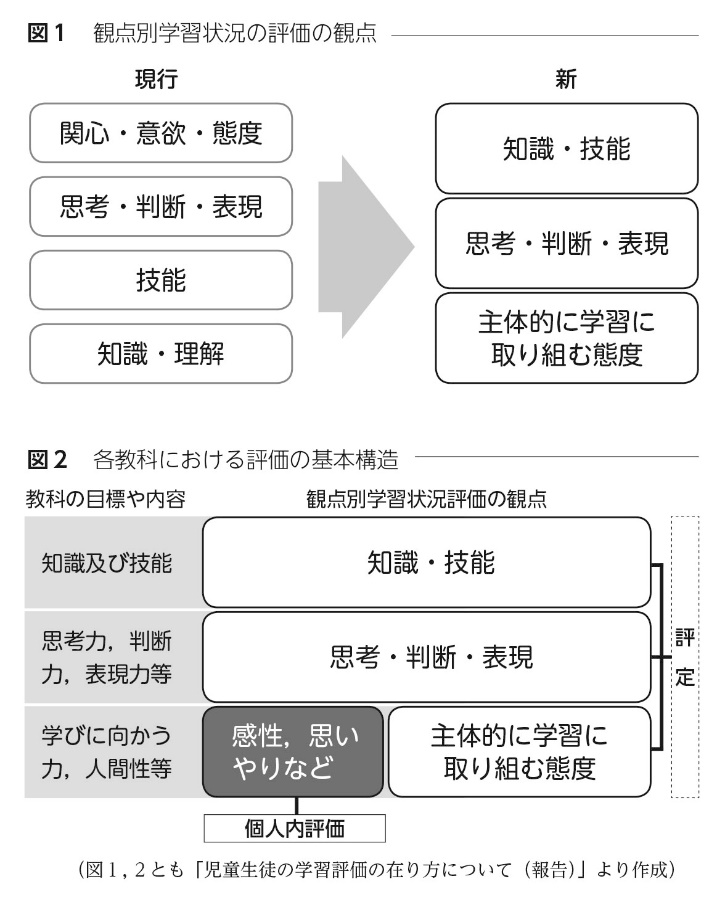 図1 観点別学習状況の評価の観点
現行
関心・意欲・態度
思考・判断・表現
技能
知識・理解
新
知識・技能
思考・判断・表現
主体的に学習に
取り組む態度
図2 各教科における評価の基本構造
教科の目標や内容
観点別学習状況評価の観点
知識及び技能
知識・技能
思考力，判断
力，表現力等
思考・判断・表現
学びに向かう
力，人間性等
感性，思い
やりなど
主体的に学習に
取り組む態度
評定
個人内評価
（図1，2とも「児童生徒の学習評価の在り方について（報告）」より作成）